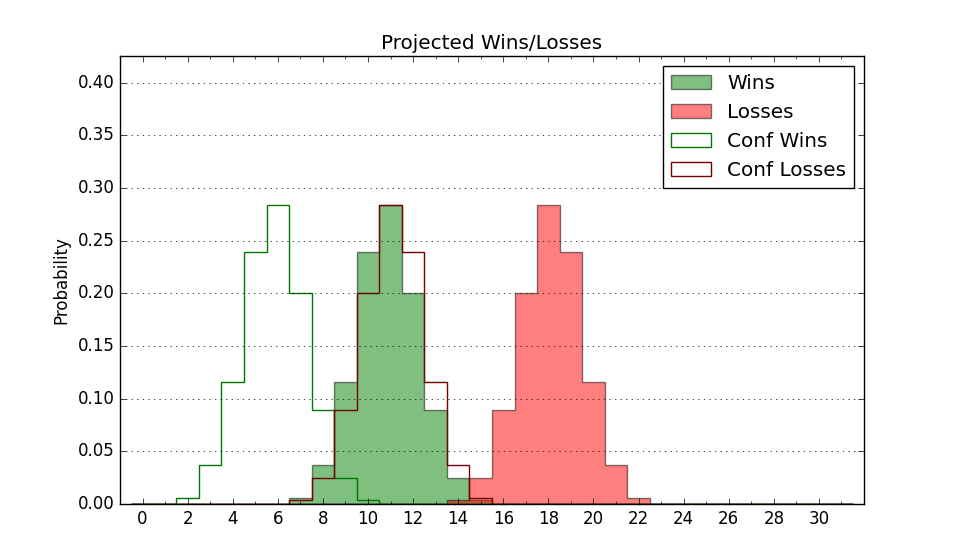 Projected Wins/Losses
0.40
0.35
0.30
0.25
0.20
0.15
0.10
0.05
0.00
Probability
Wins
Losses
Conf Wins
Conf Losses
0 2 4 6 8 10 12 14 16 18 20 22 24 26 28 30